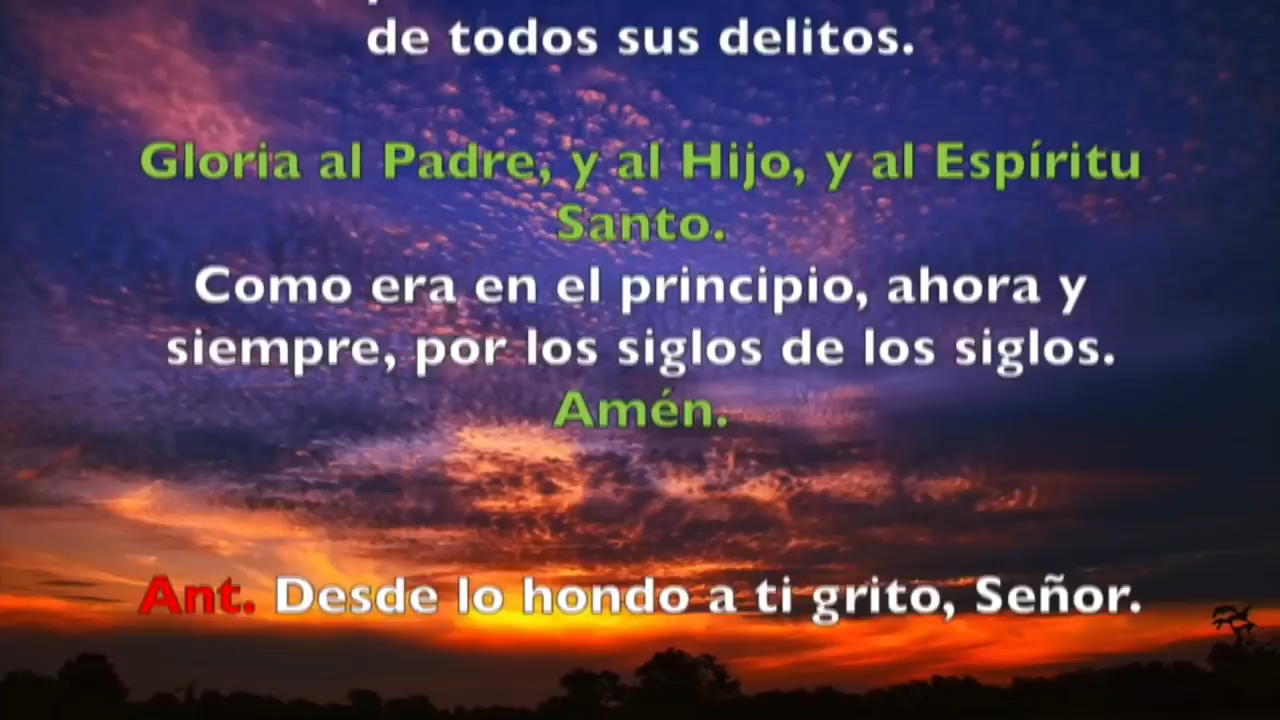 de todos sus delitos.
Gloria al Padre, y al Hijo, y al Espíritu
Santo.
Como era en el principio, ahora y
siempre, por los siglos de los siglos.
Amén.
Ant. Desde lo hondo a ti grito, Señor.